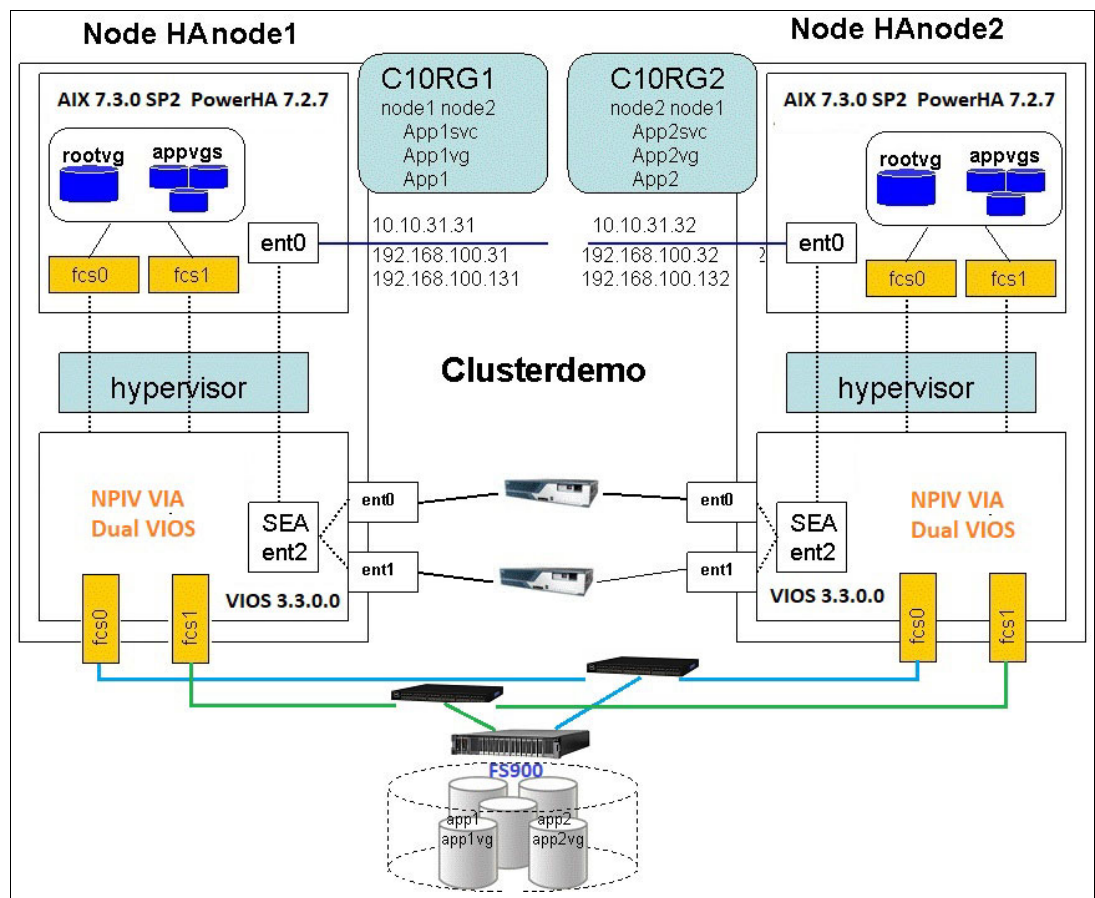 Node HAnode1
Node HAnode2
AIX 7.3.0 SP2 PowerHA 7.2.7
rootvg
appvgs
ent0
fcs0
fcs1
C10RG1
node1 node2
App1svc
App1vg
App1
C10RG2
node2 node1
App2svc
App2vg
App2
AIX 7.3.0 SP2 PowerHA 7.2.7
rootvg
appvgs
ent0
fcs0
fcs1
10.10.31.31
192.168.100.31
192.168.100.131
10.10.31.32
192.168.100.32 2
192.168.100.132
Clusterdemo
hypervisor
hypervisor
NPIV VIA
Dual VIOS
SEA
ent2
VIOS 3.3.0.0
ent0
ent1
fcs0
fcs1
ent0
ent1
SEA
ent2
NPIV VIA
Dual VIOS
VIOS 3.3.0.0
fcs0
fcs1
FS900
app1
app1vg
app2
app2vg